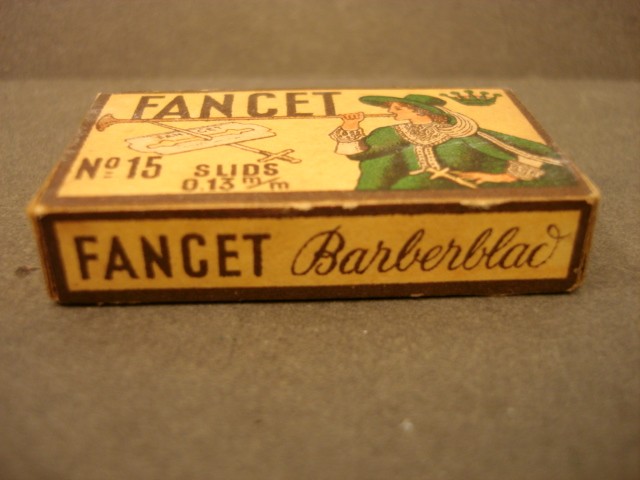 FANCET
No 15
SLIDS
0.13 m/m
FANCET Barberblad